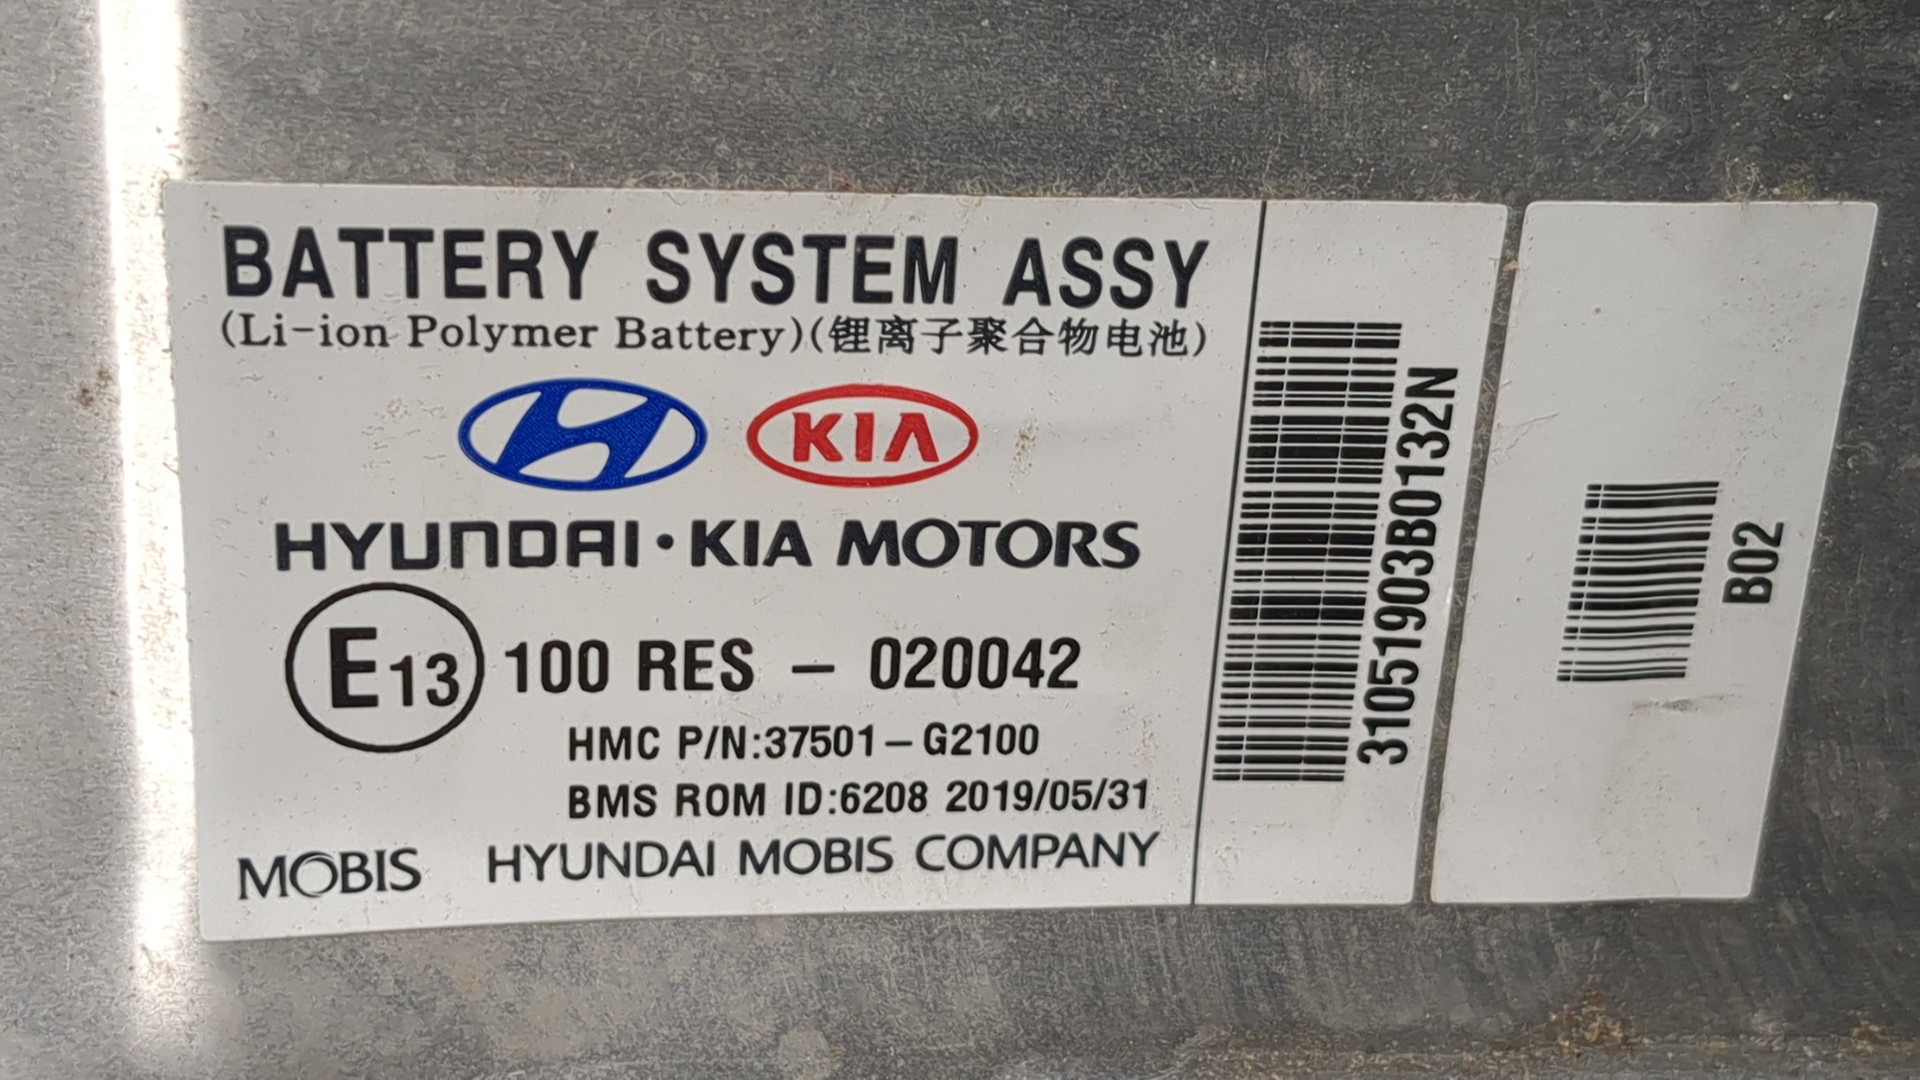 BATTERY SYSTEM ASSY
(Li-ion Polymer Battery)(锂离子聚合物电池)
KIA
HYUNDAI · KIA MOTORS
E13 100 RES – 020042
HMC P/N:37501–G2100
BMS ROM ID:6208 2019/05/31
MOBIS HYUNDAI MOBIS COMPANY
31051903B0132N
B02